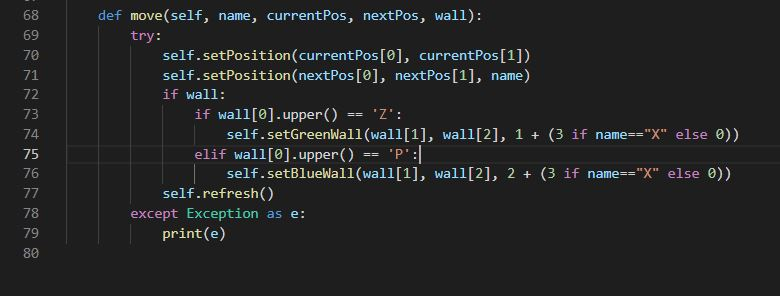 68 def move(self, name, currentPos, nextPos, wall):
69 try:
70 self.setPosition(currentPos[0], currentPos[1])
71 self.setPosition(nextPos[0], nextPos[1], name)
72 if wall:
73 if wall[0].upper() == 'Z':
74 self.setGreenWall(wall[1], wall[2], 1 + (3 if name=="X" else 0))
75 elif wall[0].upper() == 'P':
76 self.setBlueWall(wall[1], wall[2], 2 + (3 if name=="X" else 0))
77 self.refresh()
78 except Exception as e:
79 print(e)
80